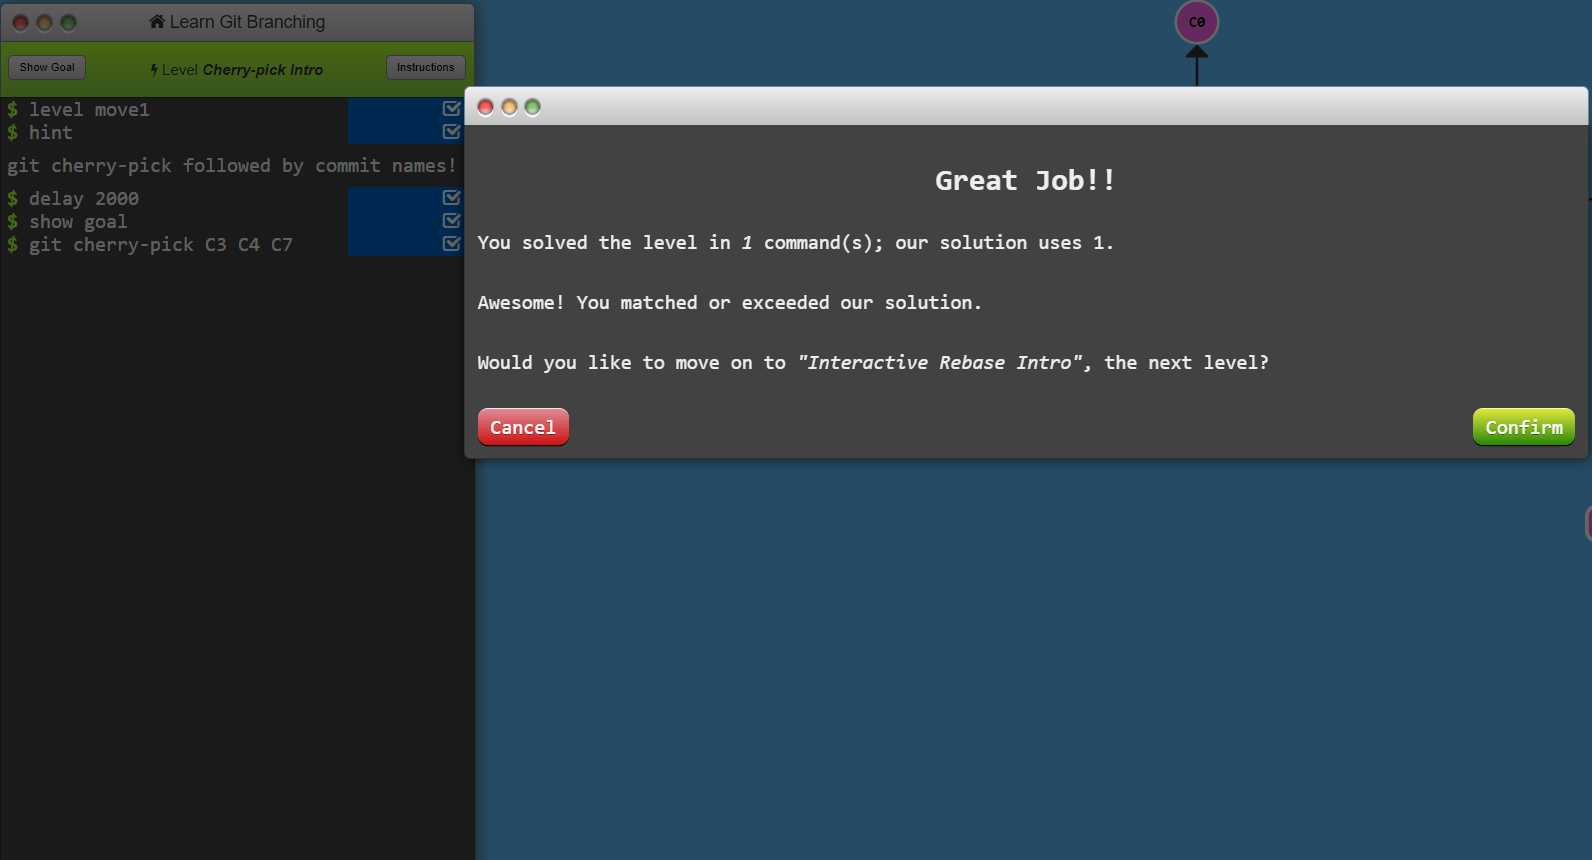 Learn Git Branching
Show Goal
Level Cherry-pick Intro
Instructions
$ level move1
$ hint
git cherry-pick followed by commit names!
$ delay 2000
$ show goal
$ git cherry-pick C3 C4 C7
C0
Great Job!!
You solved the level in 1 command(s); our solution uses 1.
Awesome! You matched or exceeded our solution.
Would you like to move on to "Interactive Rebase Intro", the next level?
Cancel
Confirm